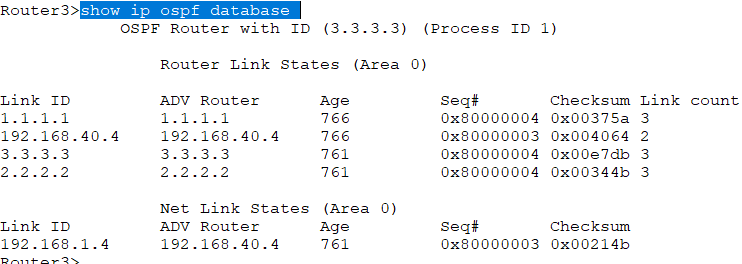 Router3>show ip ospf database
OSPF Router with ID (3.3.3.3) (Process ID 1)
Router Link States (Area 0)
Link ID ADV Router Age Seq# Checksum Link count
1.1.1.1 1.1.1.1 766 0x80000004 0x00375a 3
192.168.40.4 192.168.40.4 766 0x80000003 0x004064 2
3.3.3.3 3.3.3.3 761 0x80000004 0x00e7db 3
2.2.2.2 2.2.2.2 761 0x80000004 0x00344b 3
Net Link States (Area 0)
Link ID ADV Router Age Seq# Checksum
192.168.1.4 192.168.40.4 761 0x80000003 0x00214b
Router3>